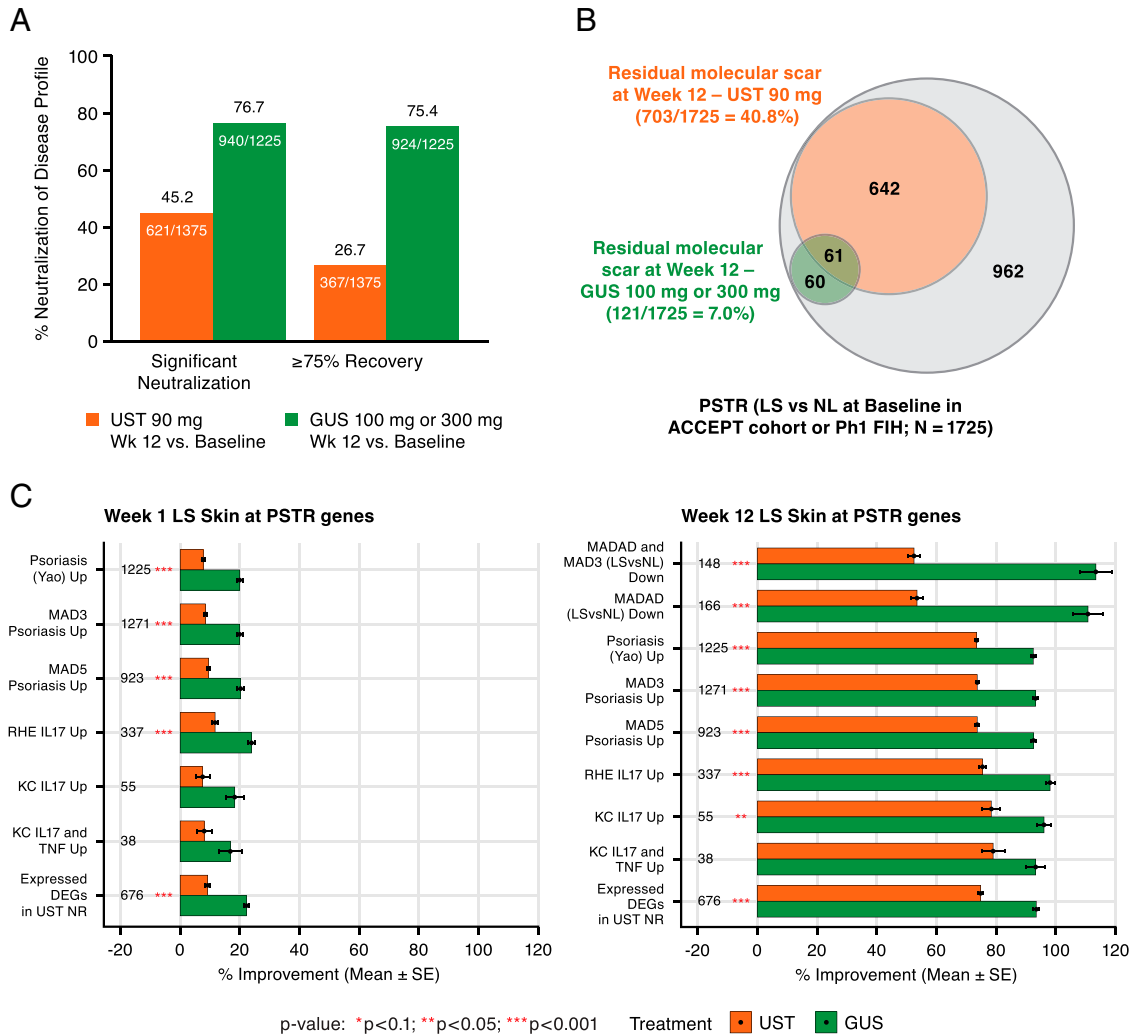 A
100
80
60
40
20
0
% Neutralization of Disease Profile
45.2
621/1375
76.7
940/1225
26.7
367/1375
75.4
924/1225
Significant
Neutralization
≥75% Recovery
UST 90 mg
Wk 12 vs. Baseline
GUS 100 mg or 300 mg
Wk 12 vs. Baseline
B
Residual molecular scar
at Week 12 – UST 90 mg
(703/1725 = 40.8%)
Residual molecular
scar at Week 12 –
GUS 100 mg or 300 mg
(121/1725 = 7.0%)
642
61
60
962
PSTR (LS vs NL at Baseline in
ACCEPT cohort or Ph1 FIH; N = 1725)
C
Week 1 LS Skin at PSTR genes
Psoriasis
(Yao) Up
1225 ***
MAD3
Psoriasis Up
1271 ***
MAD5
Psoriasis Up
923 ***
RHE IL17 Up
337 ***
KC IL17 Up
55
KC IL17 and
TNF Up
38
Expressed
DEGs
in UST NR
676 ***
-20 0 20 40 60 80 100 120
% Improvement (Mean ± SE)
Week 12 LS Skin at PSTR genes
MADAD and
MAD3 (LSvsNL)
Down
148 ***
MADAD
(LSvsNL) Down
166 ***
Psoriasis
(Yao) Up
1225 ***
MAD3
Psoriasis Up
1271 ***
MAD5
Psoriasis Up
923 ***
RHE IL17 Up
337 ***
KC IL17 Up
55 **
KC IL17 and
TNF Up
38
Expressed
DEGs
in UST NR
676 ***
-20 0 20 40 60 80 100 120
% Improvement (Mean ± SE)
p-value: *p<0.1; **p<0.05; ***p<0.001 Treatment UST GUS